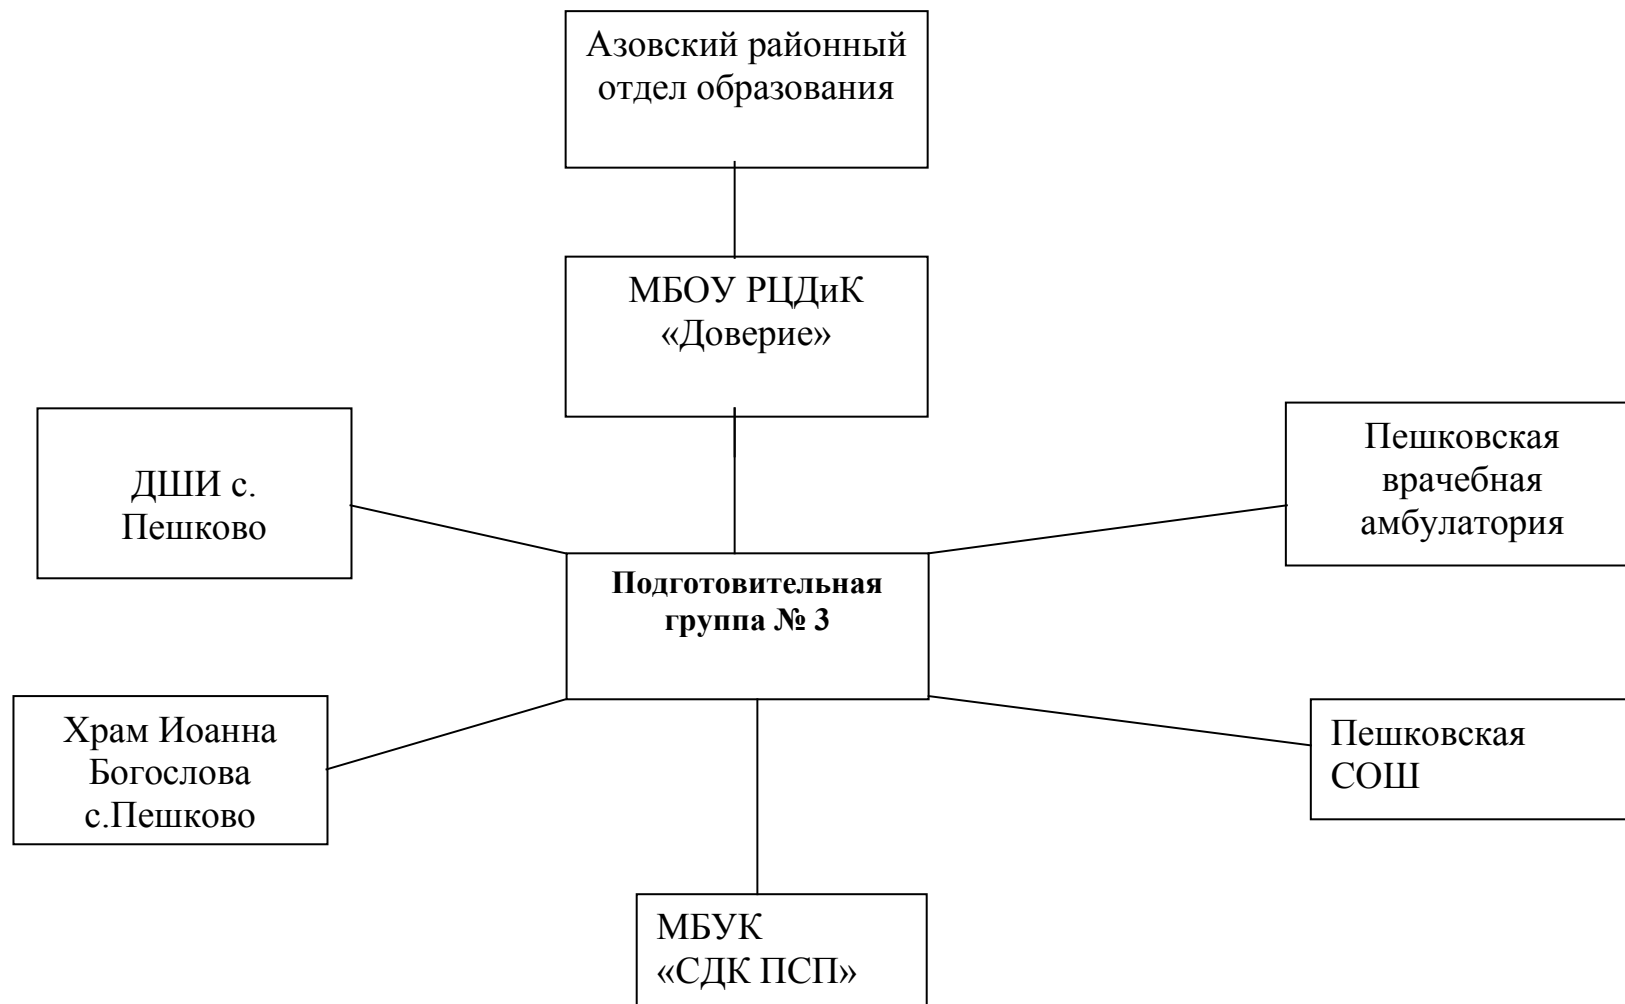 Азовский районный
отдел образования
МБОУ РЦДиК
«Доверие»
ДШИ с.
Пешково
Пешковская
врачебная
амбулатория
Подготовительная
группа № 3
Храм Иоанна
Богослова
с.Пешково
Пешковская
СОШ
МБУК
«СДК ПСП»